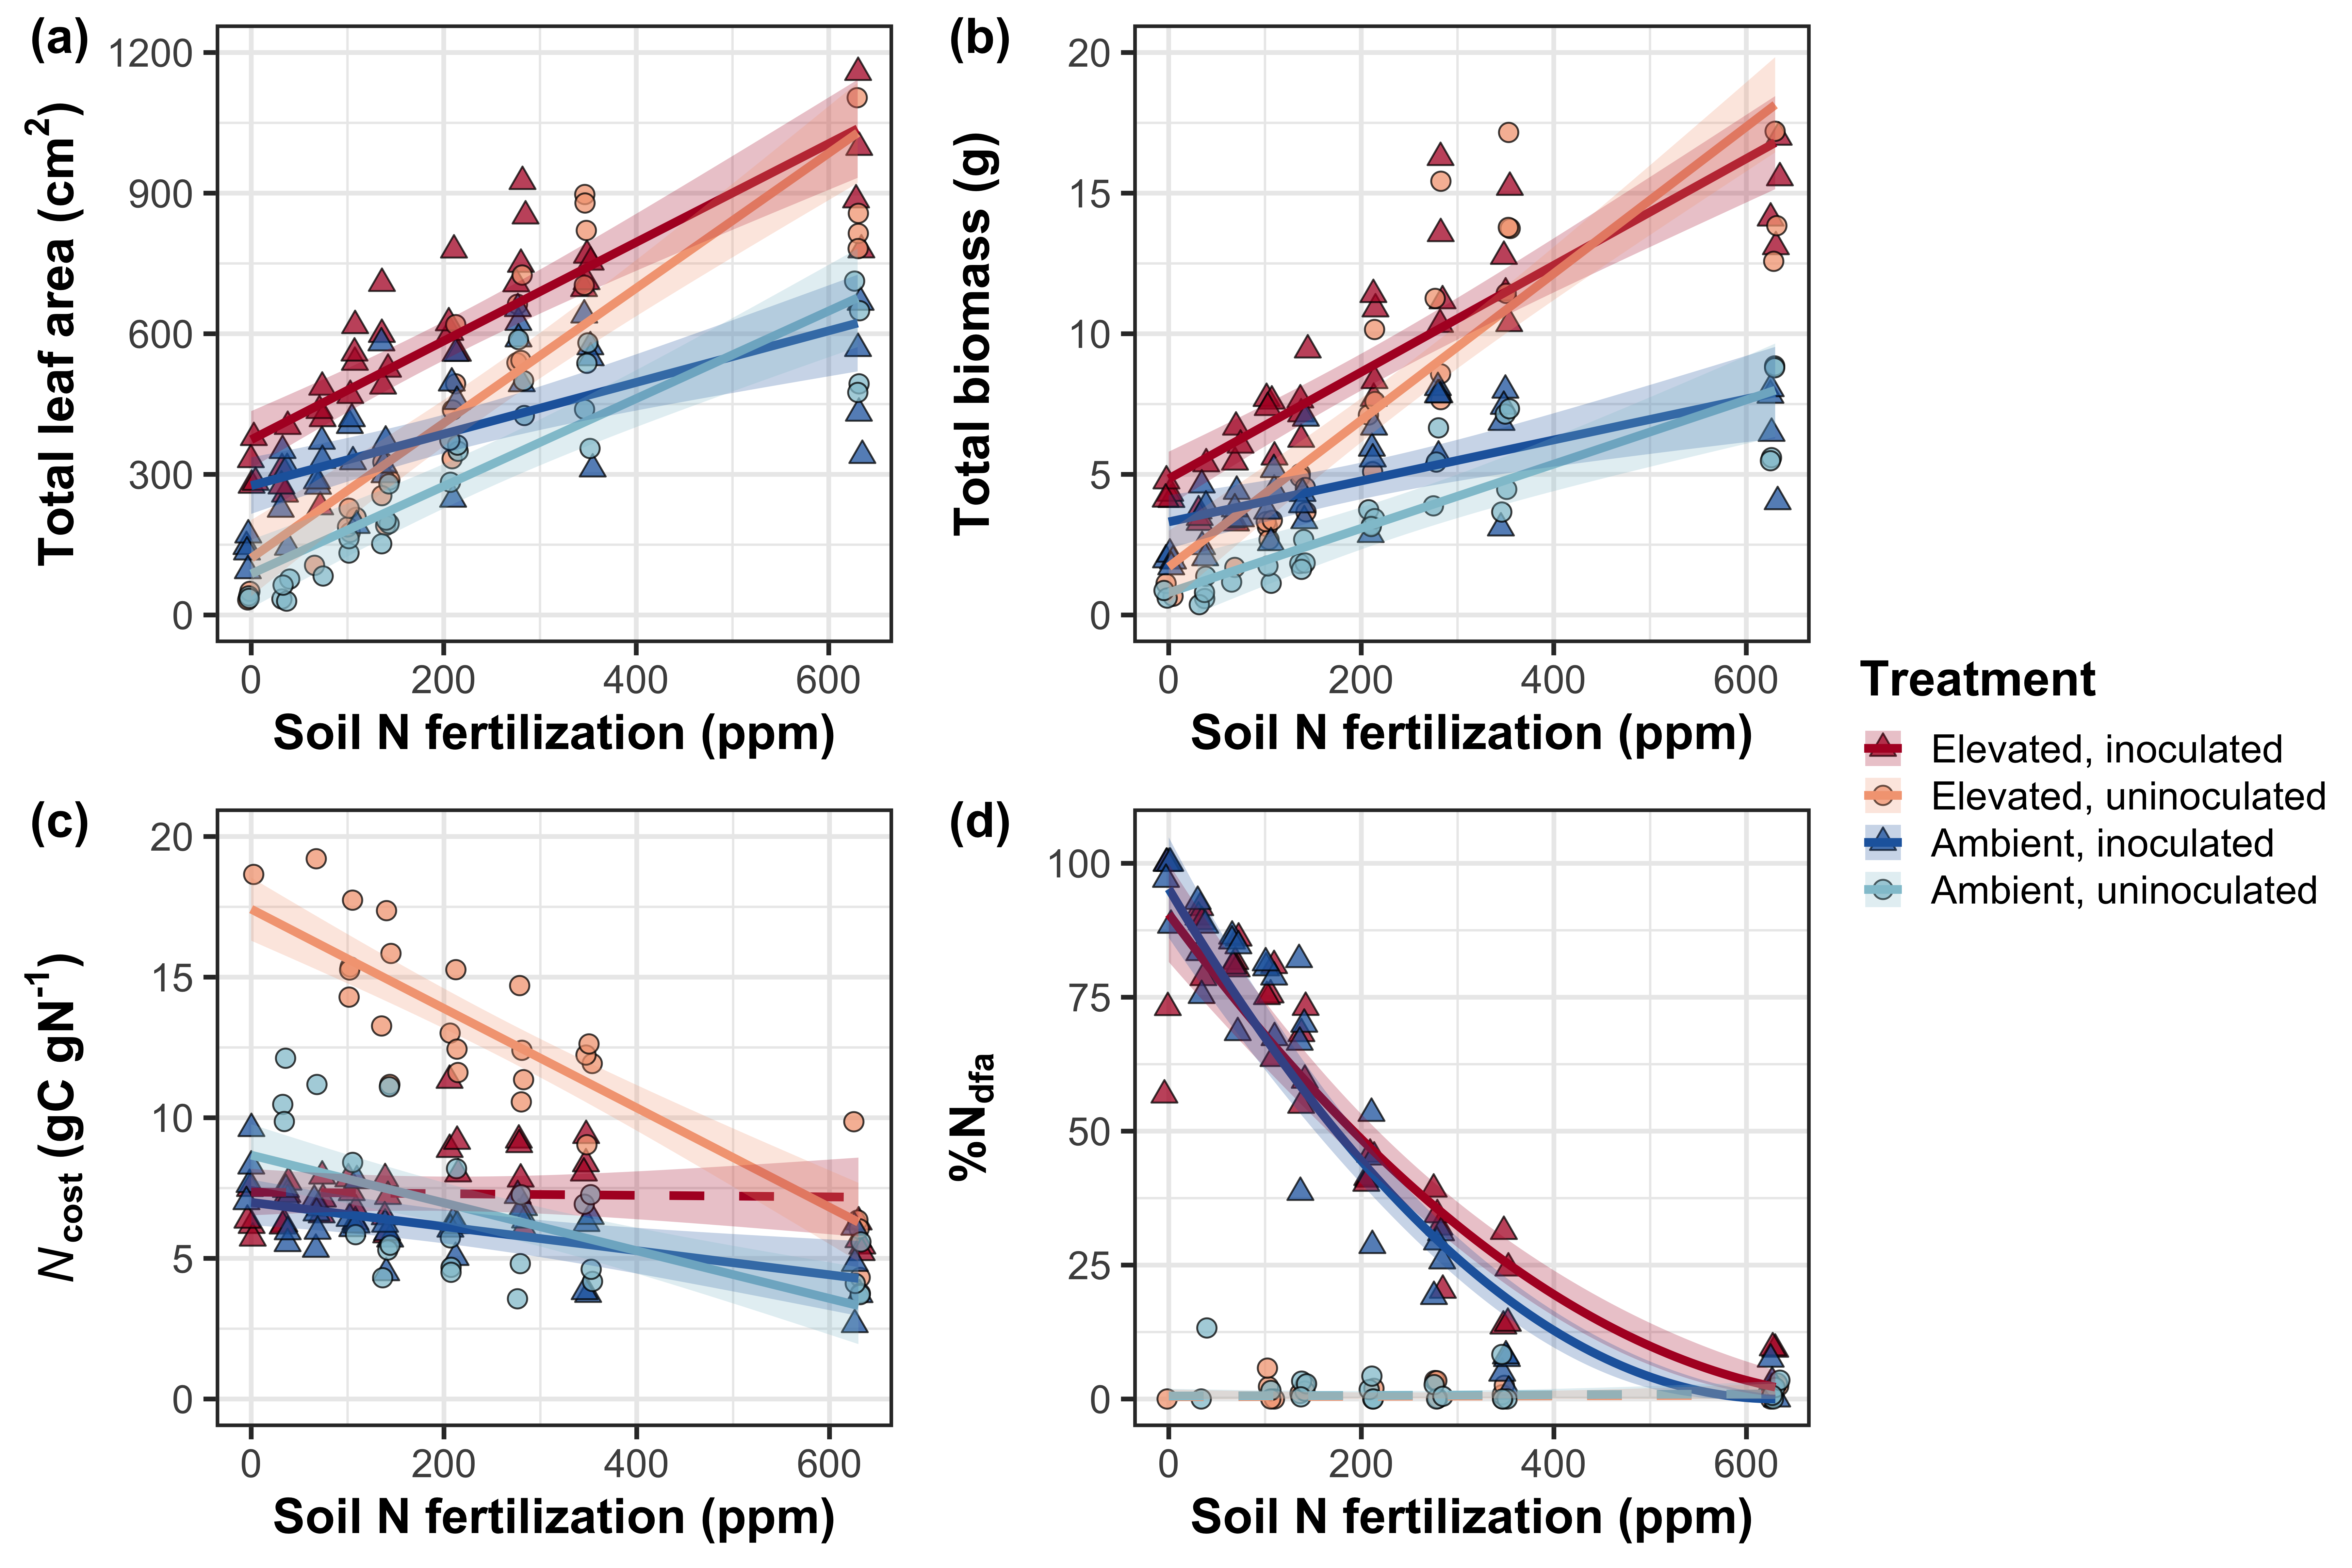 (a)
Total leaf area (cm²)
1200
900
600
300
0
0 200 400 600
Soil N fertilization (ppm)
(b)
Total biomass (g)
20
15
10
5
0
0 200 400 600
Soil N fertilization (ppm)
(c)
Ncost (gC gN⁻¹)
20
15
10
5
0
0 200 400 600
Soil N fertilization (ppm)
(d)
%Ndfa
100
75
50
25
0
0 200 400 600
Soil N fertilization (ppm)
Treatment
Elevated, inoculated
Elevated, uninoculated
Ambient, inoculated
Ambient, uninoculated